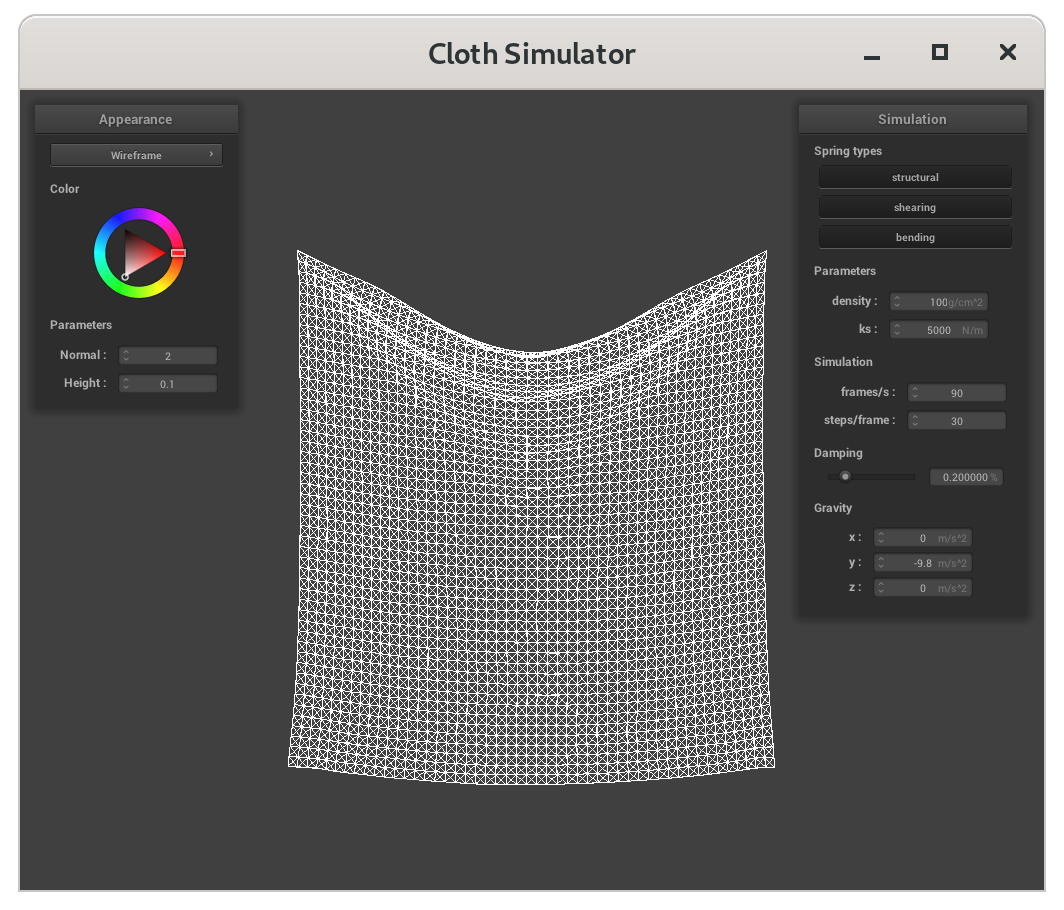 Cloth Simulator
Appearance
Wireframe
Color
Parameters
Normal : 2
Height : 0.1
Simulation
Spring types
structural
shearing
bending
Parameters
density : 100g/cm^2
ks : 5000 N/m
Simulation
frames/s : 90
steps/frame : 30
Damping
0.200000 %
Gravity
x : 0 m/s^2
y : -9.8 m/s^2
z : 0 m/s^2